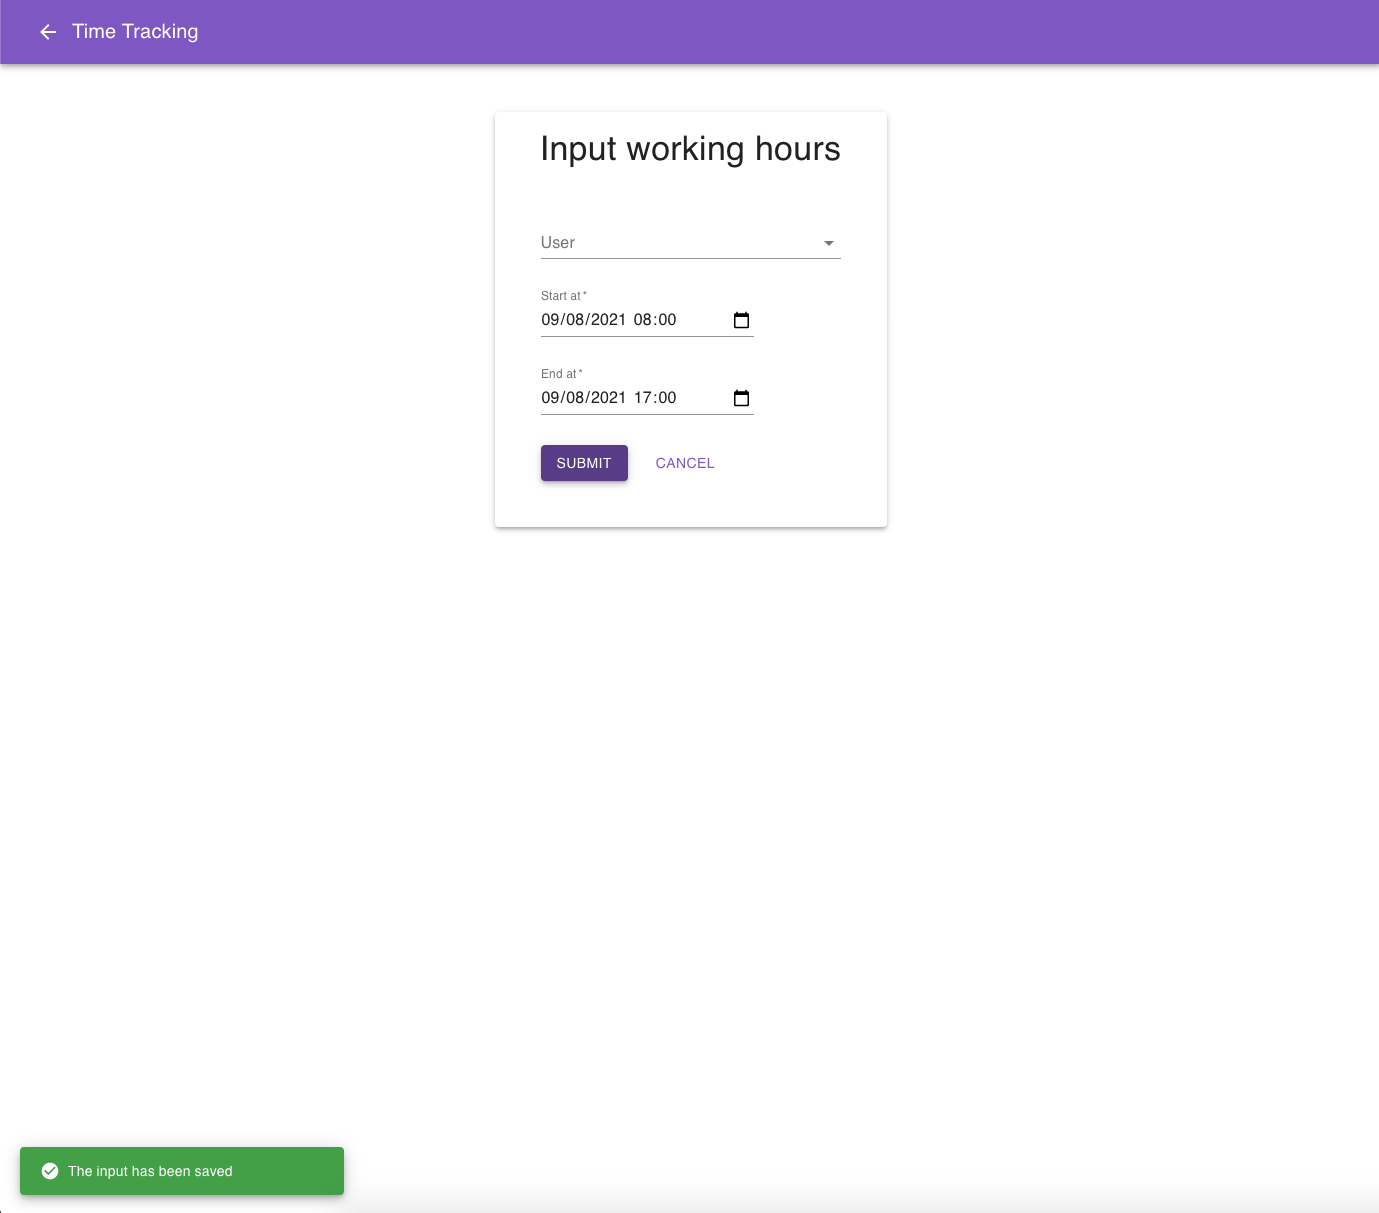 Time Tracking
Input working hours
User
Start at *
09/08/2021 08:00
End at *
09/08/2021 17:00
SUBMIT CANCEL
The input has been saved